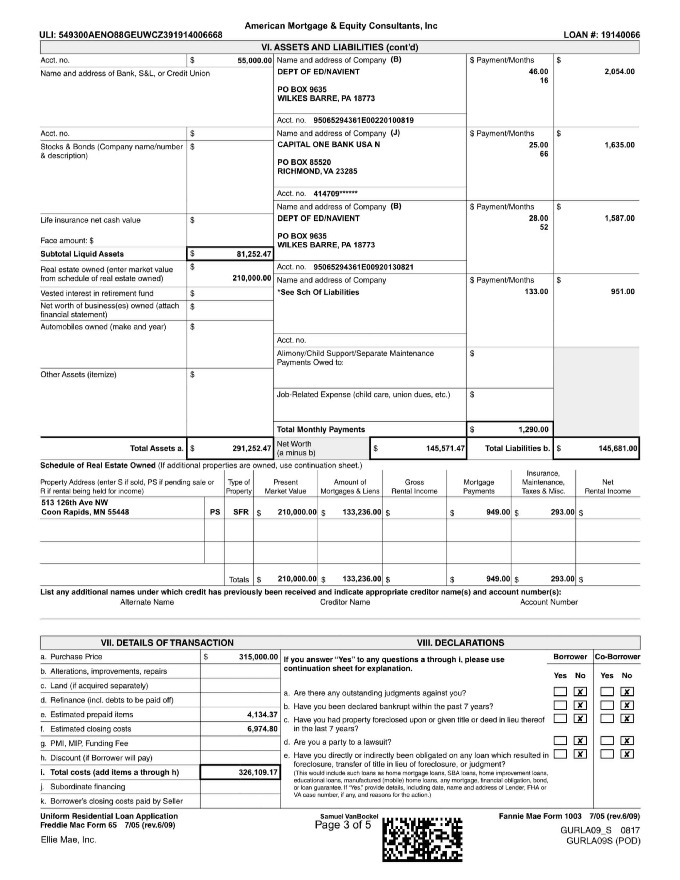 American Mortgage & Equity Consultants, Inc
ULI: 549300AENO88GEUWCZ391914006668 LOAN #: 19140066
VI. ASSETS AND LIABILITIES (cont'd)
Acct. no. $ 55,000.00
Name and address of Bank, S&L, or Credit Union
Acct. no. $
Stocks & Bonds (Company name/number $
& description)
Life insurance net cash value $
Face amount: $
Subtotal Liquid Assets $ 81,252.47
Real estate owned (enter market value $
from schedule of real estate owned) 210,000.00
Vested interest in retirement fund $
Net worth of business(es) owned (attach $
financial statement)
Automobiles owned (make and year) $
Other Assets (itemize) $
Total Assets a. $ 291,252.47
Name and address of Company (B) $ Payment/Months $
DEPT OF ED/NAVIENT 46.00 2,054.00
16
PO BOX 9635
WILKES BARRE, PA 18773
Acct. no. 95065294361E00220100819
Name and address of Company (J) $ Payment/Months $
CAPITAL ONE BANK USA N 25.00 1,635.00
66
PO BOX 85520
RICHMOND, VA 23285
Acct. no. 414709******
Name and address of Company (B) $ Payment/Months $
DEPT OF ED/NAVIENT 28.00 1,587.00
52
PO BOX 9635
WILKES BARRE, PA 18773
Acct. no. 95065294361E00920130821
Name and address of Company $ Payment/Months $
*See Sch Of Liabilities 133.00 951.00
Acct. no.
Alimony/Child Support/Separate Maintenance $
Payments Owed to:
Job-Related Expense (child care, union dues, etc.) $
Total Monthly Payments $ 1,290.00
Net Worth $ 145,571.47 Total Liabilities b. $ 145,681.00
(a minus b)
Schedule of Real Estate Owned (If additional properties are owned, use continuation sheet.)
Property Address (enter S if sold, PS if pending sale or R if rental being held for income) Type of Property Present Market Value Amount of Mortgages & Liens Gross Rental Income Mortgage Payments Insurance, Maintenance, Taxes & Misc. Net Rental Income
513 126th Ave NW
Coon Rapids, MN 55448 PS SFR $ 210,000.00 $ 133,236.00 $ $ 949.00 $ 293.00 $
Totals $ 210,000.00 $ 133,236.00 $ $ 949.00 $ 293.00 $
List any additional names under which credit has previously been received and indicate appropriate creditor name(s) and account number(s):
Alternate Name Creditor Name Account Number
VII. DETAILS OF TRANSACTION
a. Purchase Price $ 315,000.00
b. Alterations, improvements, repairs
c. Land (if acquired separately)
d. Refinance (incl. debts to be paid off)
e. Estimated prepaid items 4,134.37
f. Estimated closing costs 6,974.80
g. PMI, MIP, Funding Fee
h. Discount (if Borrower will pay)
i. Total costs (add items a through h) 326,109.17
j. Subordinate financing
k. Borrower's closing costs paid by Seller
VIII. DECLARATIONS
If you answer "Yes" to any questions a through i, please use Borrower Co-Borrower
continuation sheet for explanation. Yes No Yes No
a. Are there any outstanding judgments against you? X X
b. Have you been declared bankrupt within the past 7 years? X X
c. Have you had property foreclosed upon or given title or deed in lieu thereof X X
in the last 7 years?
d. Are you a party to a lawsuit? X X
e. Have you directly or indirectly been obligated on any loan which resulted in X X
foreclosure, transfer of title in lieu of foreclosure, or judgment?
(This would include such loans as home mortgage loans, SBA loans, home improvement loans,
educational loans, manufactured (mobile) home loans, any mortgage, financial obligation, bond,
or loan guarantee. If "Yes," provide details, including date, name and address of Lender, FHA or
VA case number, if any, and reasons for the action.)
Uniform Residential Loan Application Samuel VanBockel Fannie Mae Form 1003 7/05 (rev.6/09)
Freddie Mac Form 65 7/05 (rev.6/09) Page 3 of 5 GURLA09_S 0817
Ellie Mae, Inc. GURLA09S (POD)